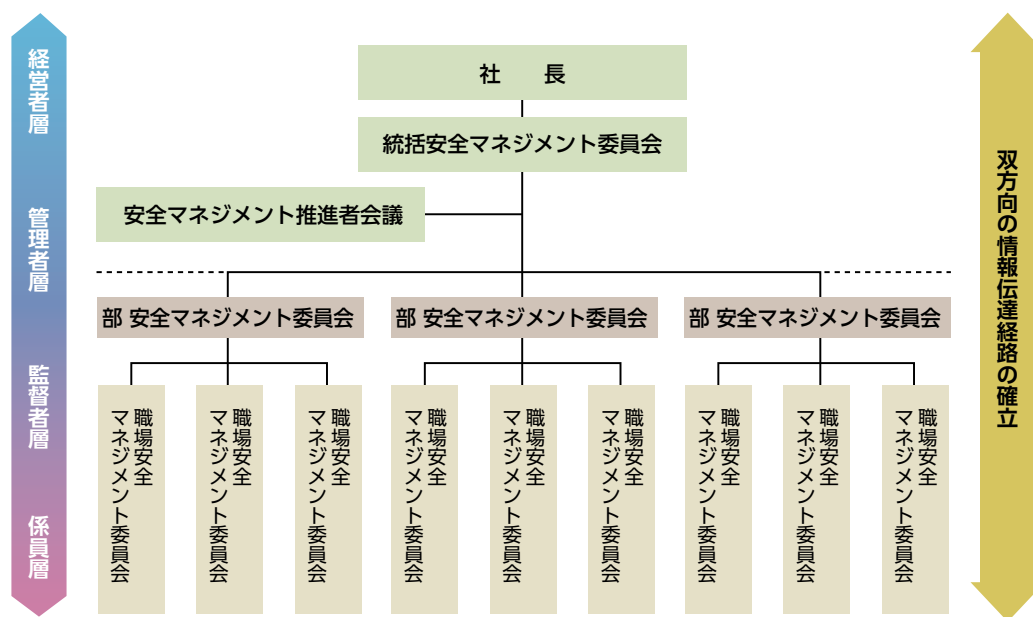 経営者層
管理者層
監督者層
係員層
社　　長
統括安全マネジメント委員会
安全マネジメント推進者会議
部 安全マネジメント委員会
部 安全マネジメント委員会
部 安全マネジメント委員会
職場安全
マネジメント委員会
職場安全
マネジメント委員会
職場安全
マネジメント委員会
職場安全
マネジメント委員会
職場安全
マネジメント委員会
職場安全
マネジメント委員会
職場安全
マネジメント委員会
職場安全
マネジメント委員会
職場安全
マネジメント委員会
双方向の情報伝達経路の確立